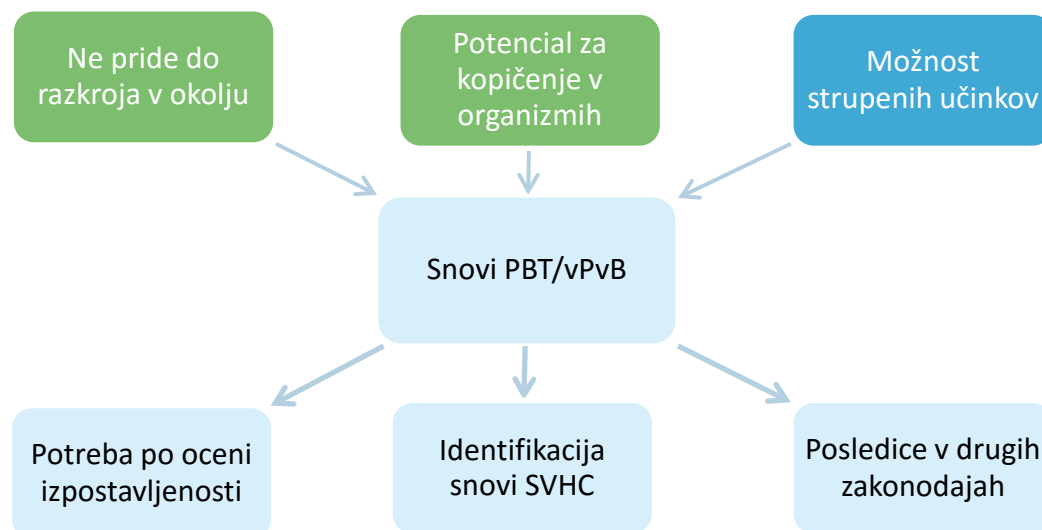 Ne pride do
razkroja v okolju
Potencial za
kopičenje v
organizmih
Možnost
strupenih učinkov
Snovi PBT/vPvB
Potreba po oceni
izpostavljenosti
Identifikacija
snovi SVHC
Posledice v drugih
zakonodajah